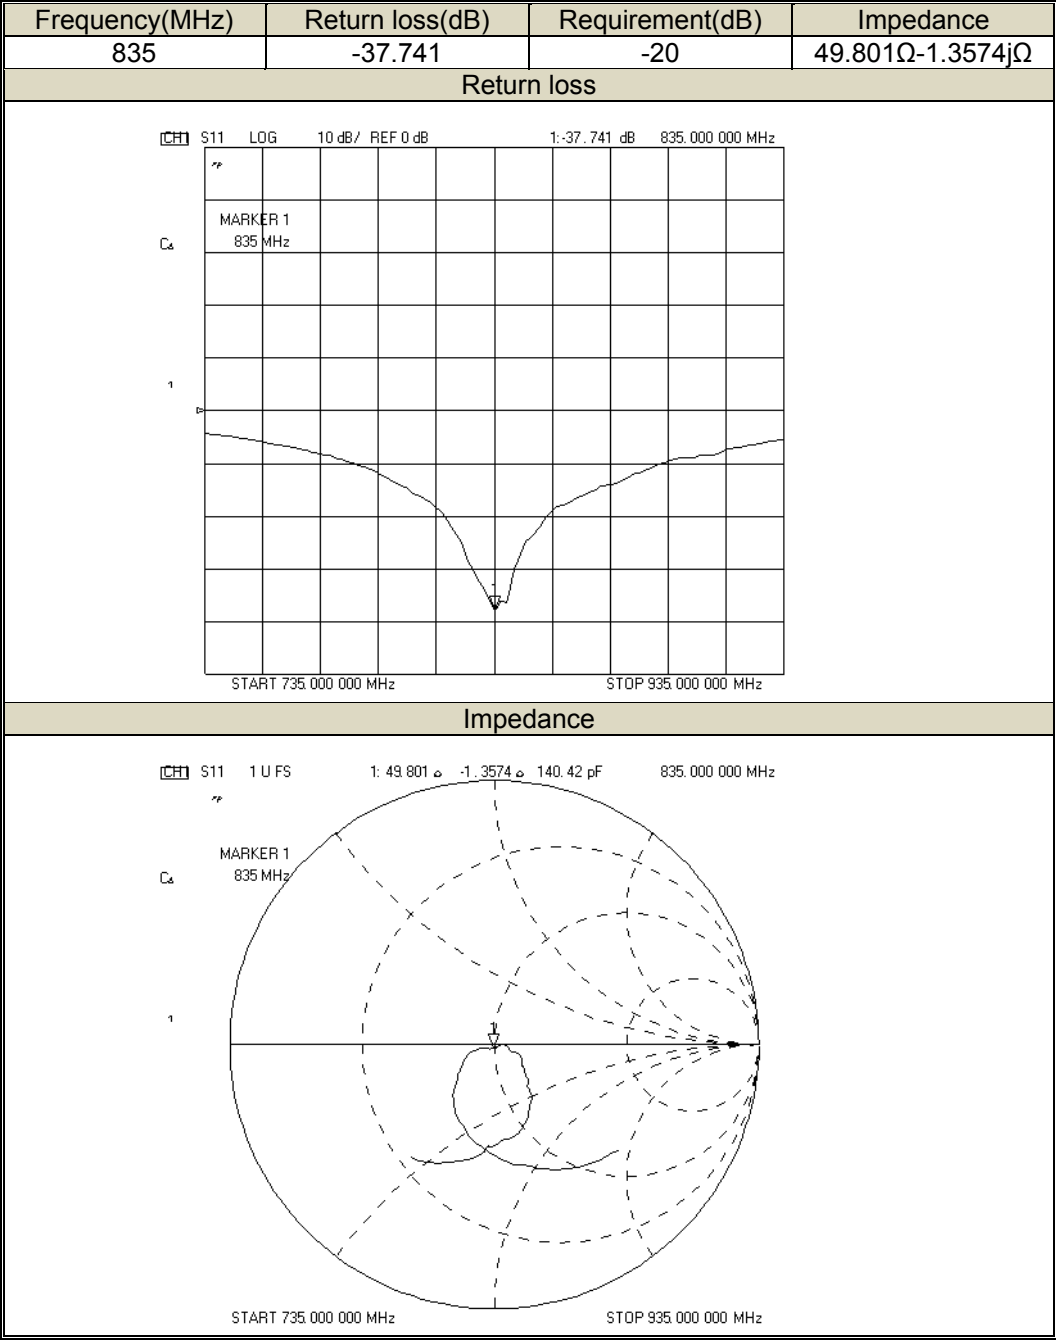 Frequency(MHz) Return loss(dB) Requirement(dB) Impedance
835 -37.741 -20 49.801Ω-1.3574jΩ
Return loss
CH1 S11 LOG 10 dB/ REF 0 dB 1:-37.741 dB 835.000 000 MHz
MARKER 1
835 MHz
1
1
START 735.000 000 MHz STOP 935.000 000 MHz
Impedance
CH1 S11 1 U FS 1: 49.801 Ω -1.3574 Ω 140.42 pF 835.000 000 MHz
MARKER 1
835 MHz
1
1
START 735.000 000 MHz STOP 935.000 000 MHz